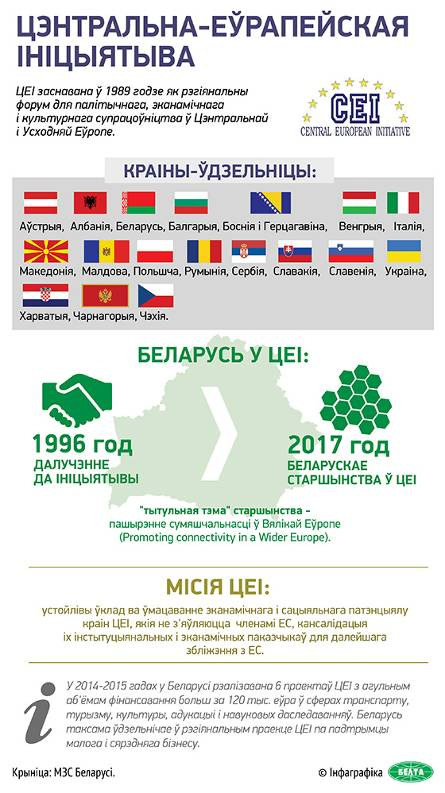 ЦЭНТРАЛЬНА-ЕЎРАПЕЙСКАЯ
ІНІЦЫЯТЫВА
ЦЕІ заснавана ў 1989 годзе як рэгіянальны
форум для палітычнага, эканамічнага
і культурнага супрацоўніцтва ў Цэнтральнай
і Усходняй Еўропе.
CEI
CENTRAL EUROPEAN INITIATIVE
КРАІНЫ-ЎДЗЕЛЬНІЦЫ:
Аўстрыя, Албанія, Беларусь, Балгарыя, Боснія і Герцагавіна, Венгрыя, Італія,
Македонія, Малдова, Польшча, Румынія, Сербія, Славакія, Славенія, Украіна,
Харватыя, Чарнагорыя, Чэхія.
БЕЛАРУСЬ У ЦЕІ:
1996 год
ДАЛУЧЭННЕ
ДА ІНІЦЫЯТЫВЫ
2017 год
БЕЛАРУСКАЕ
СТАРШЫНСТВА Ў ЦЕІ
"тытульная тэма" старшынства -
пашырэнне сумяшчальнасці ў Вялікай Еўропе
(Promoting connectivity in a Wider Europe).
МІСІЯ ЦЕІ:
устойлівы ўклад ва ўмацаванне эканамічнага і сацыяльнага патэнцыялу
краін ЦЕІ, якія не з'яўляюцца членамі ЕС, кансалідацыя
іх інстытуцыянальных і эканамічных паказчыкаў для далейшага
збліжэння з ЕС.
У 2014-2015 гадах у Беларусі рэалізавана 6 праектаў ЦЕІ з агульным
аб'ёмам фінансавання больш за 120 тыс. еўра ў сферах транспарту,
турызму, культуры, адукацыі і навуковых даследаванняў. Беларусь
таксама ўдзельнічае ў рэгіянальным праекце ЦЕІ па падтрымцы
малога і сярэдняга бізнесу.
Крыніца: МЗС Беларусі.
© Інфаграфіка БЕЛТА